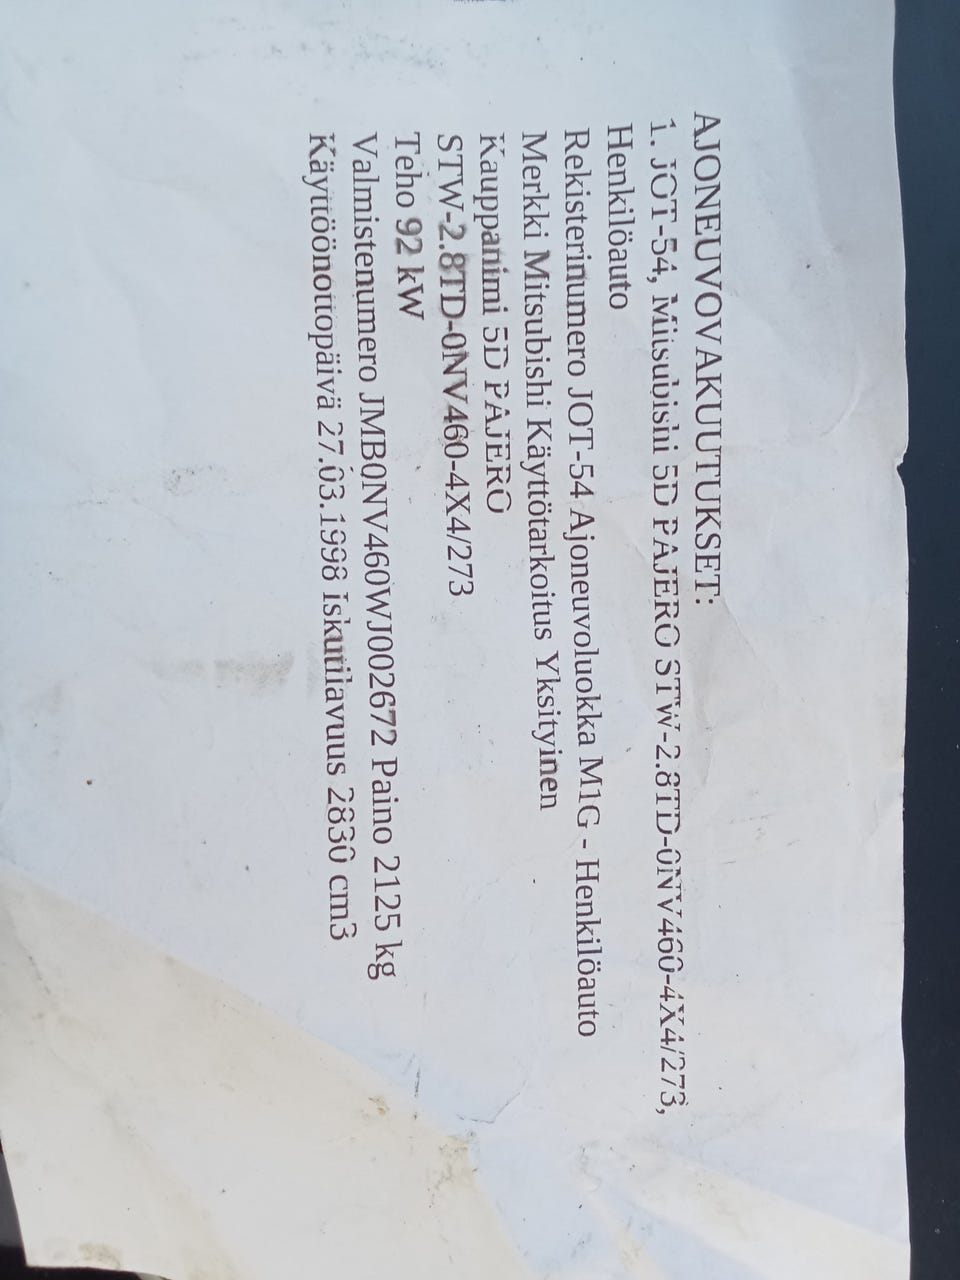 AJONEUVOVAKUUTUKSET:
1. JOT-54, Mitsubishi 5D PAJERO STW-2.8TD-0NV460-4X4/273,
Henkilöauto
Rekisterinumero JOT-54 Ajoneuvoluokka M1G - Henkilöauto
Merkki Mitsubishi Käyttötarkoitus Yksityinen
Kauppanimi 5D PAJERO
STW-2.8TD-0NV460-4X4/273
Teho 92 kW
Valmistenumero JMB0NV460WJ002672 Paino 2125 kg
Käyttöönottopäivä 27.03.1998 Iskutilavuus 2830 cm3